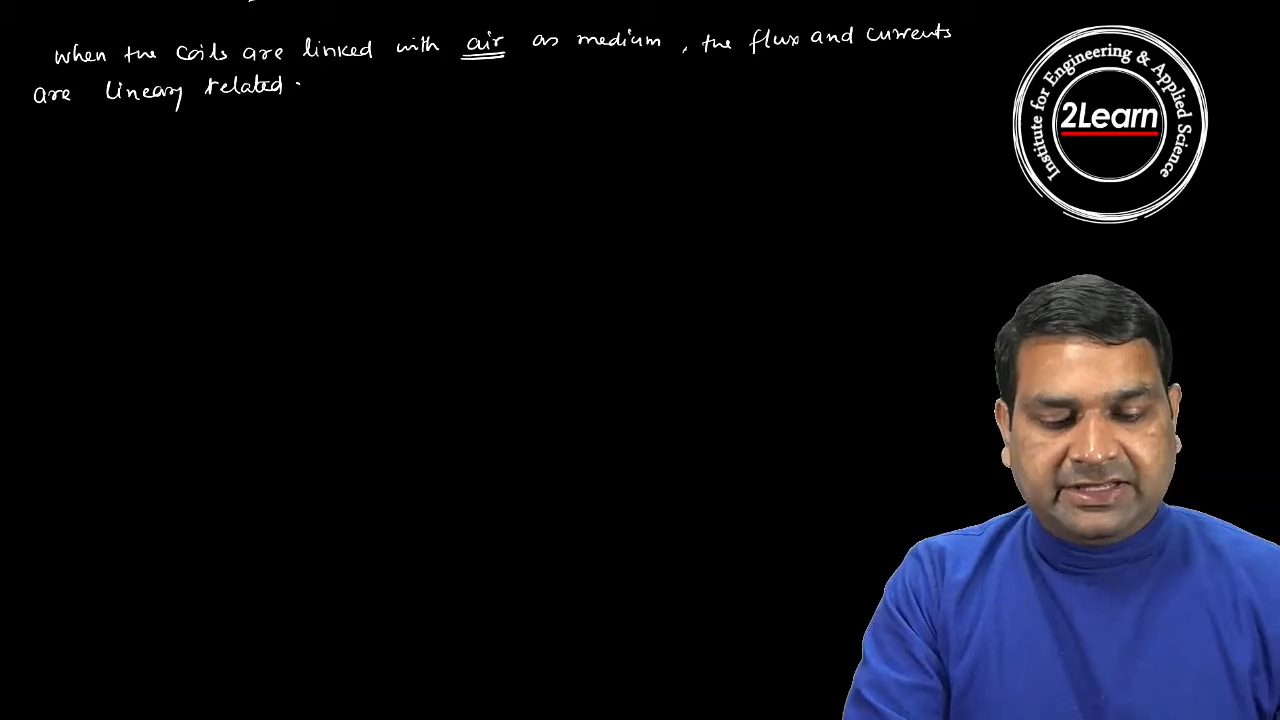 When the coils are linked with air as medium, the flux and currents
are lineary related.
Institute for Engineering & Applied Science
2Learn